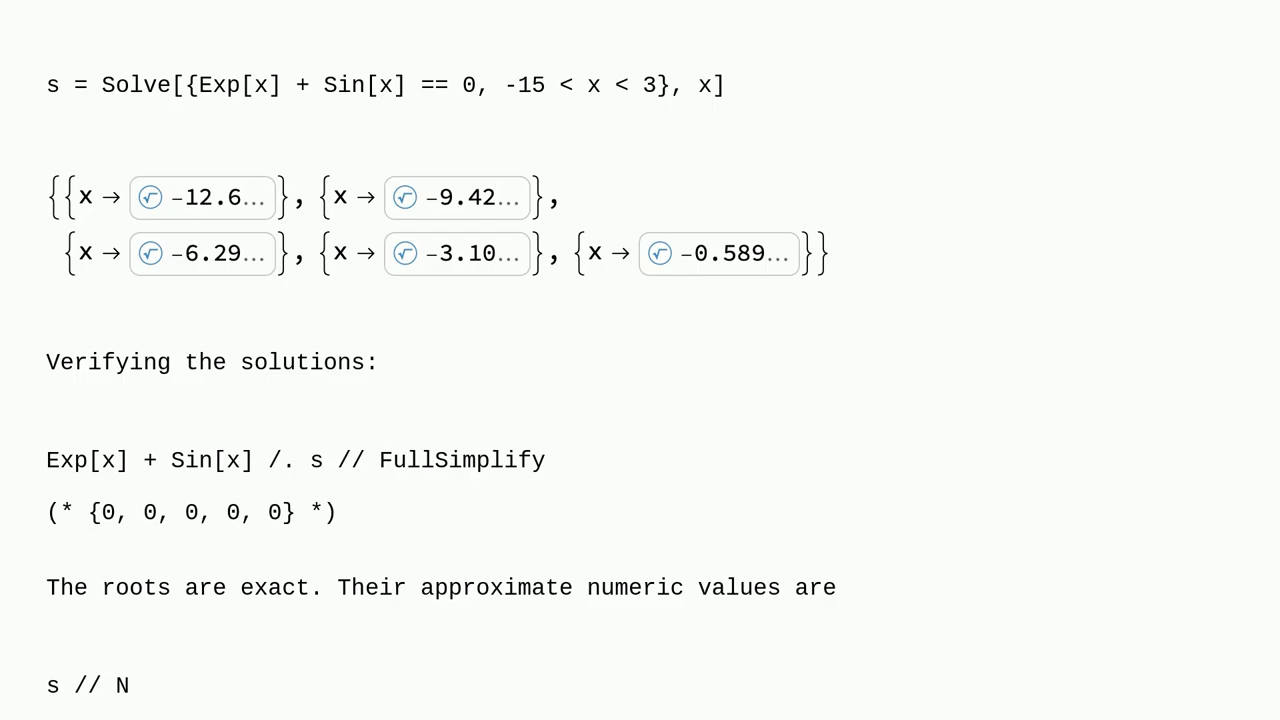 s = Solve[{Exp[x] + Sin[x] == 0, -15 < x < 3}, x]
{{x → √ -12.6...}, {x → √ -9.42...},
{x → √ -6.29...}, {x → √ -3.10...}, {x → √ -0.589...}}
Verifying the solutions:
Exp[x] + Sin[x] /. s // FullSimplify
(* {0, 0, 0, 0, 0} *)
The roots are exact. Their approximate numeric values are
s // N